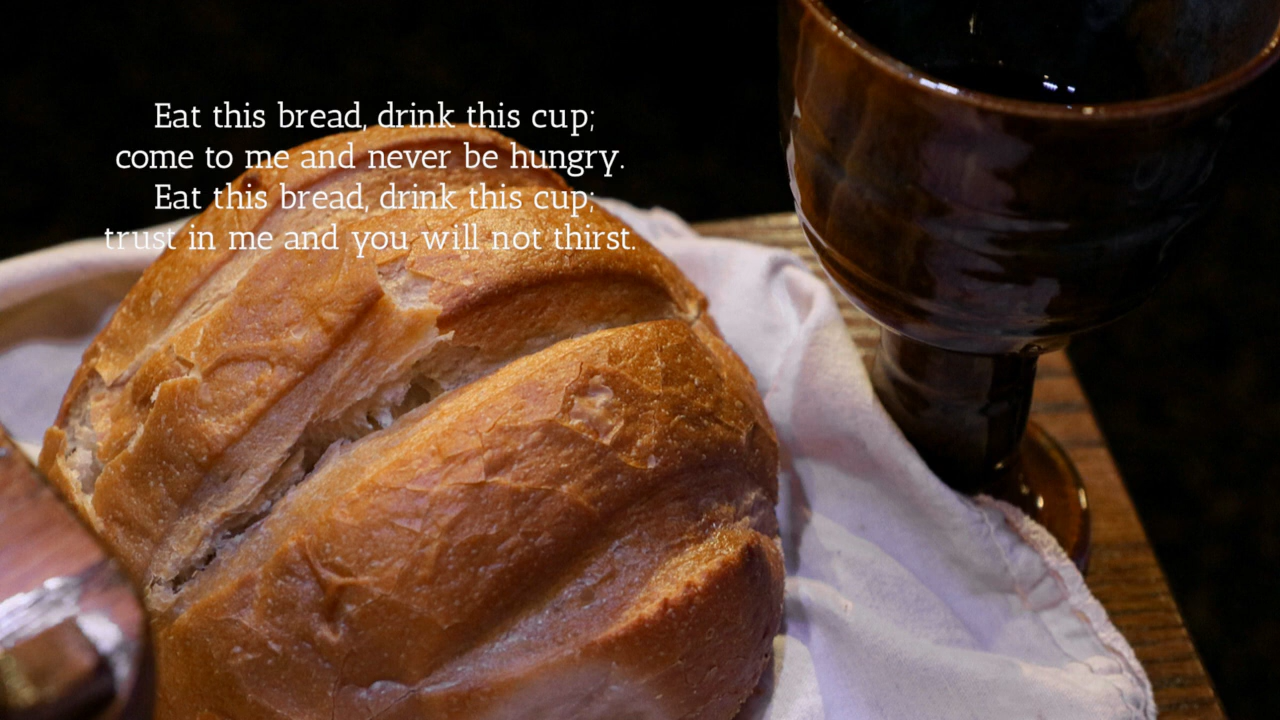 Eat this bread, drink this cup;
come to me and never be hungry.
Eat this bread, drink this cup;
trust in me and you will not thirst.